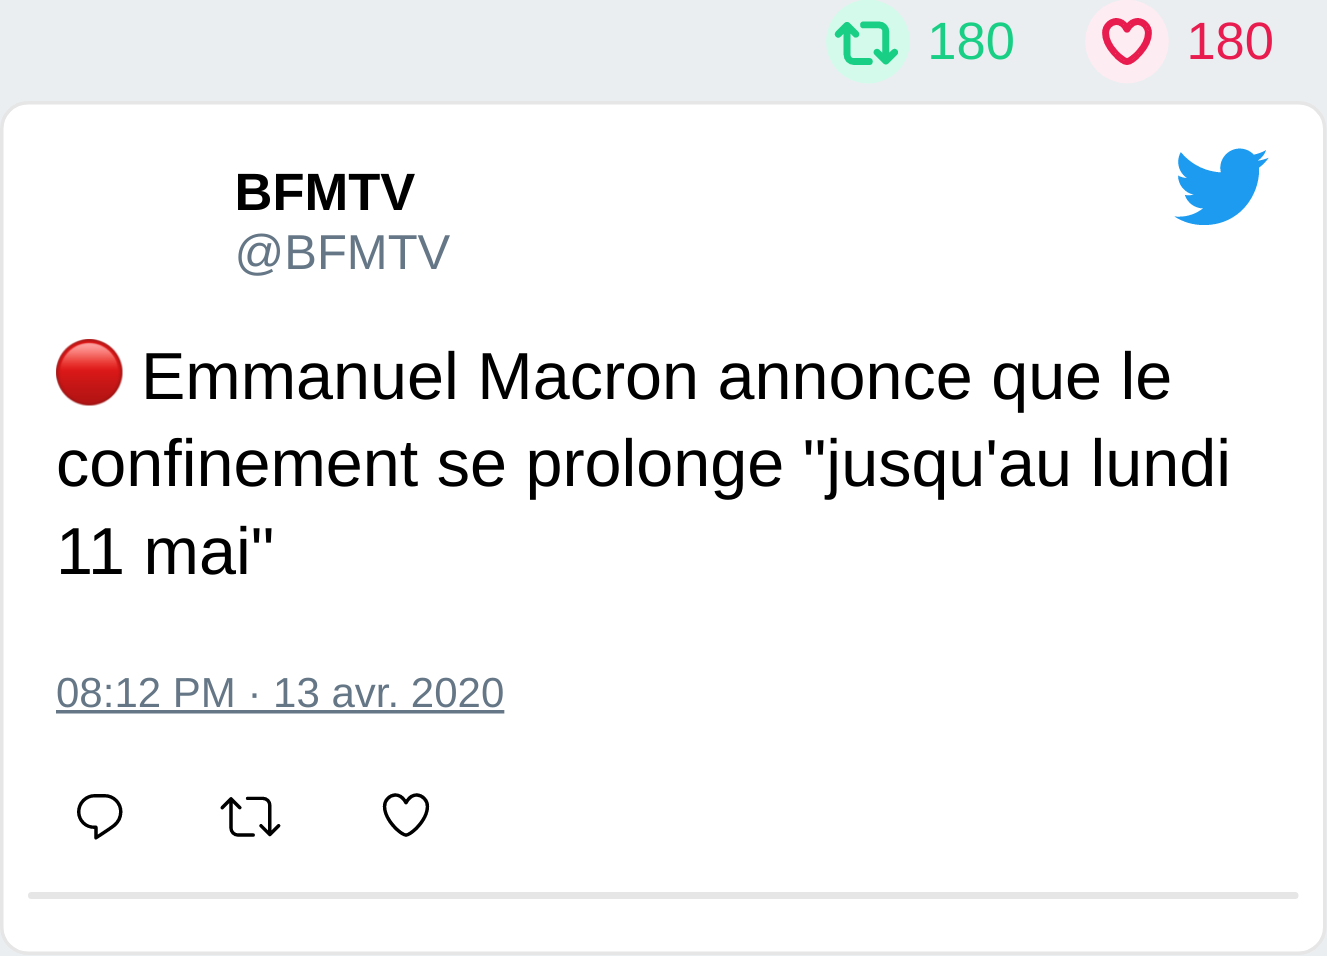 180 180
BFMTV
@BFMTV
🔴 Emmanuel Macron annonce que le
confinement se prolonge "jusqu'au lundi
11 mai"
08:12 PM · 13 avr. 2020